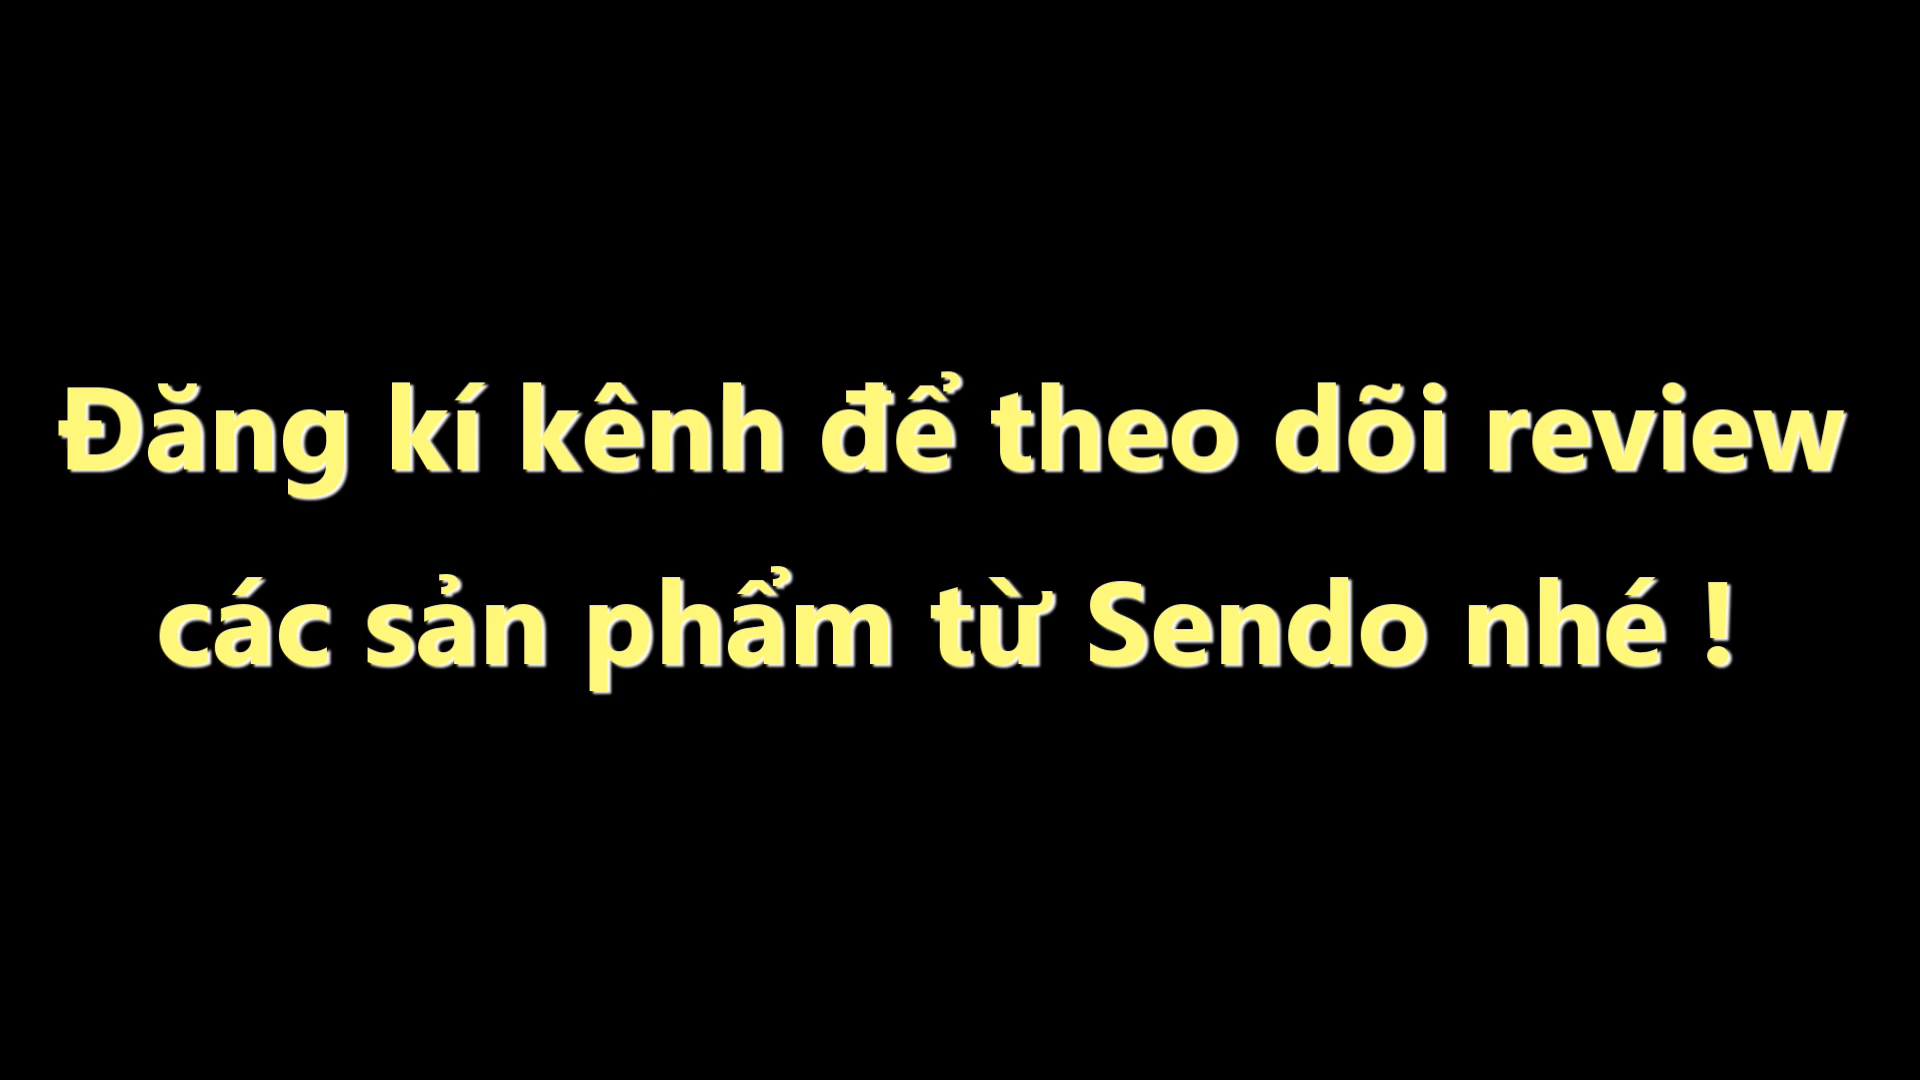 Đăng kí kênh để theo dõi review
các sản phẩm từ Sendo nhé !